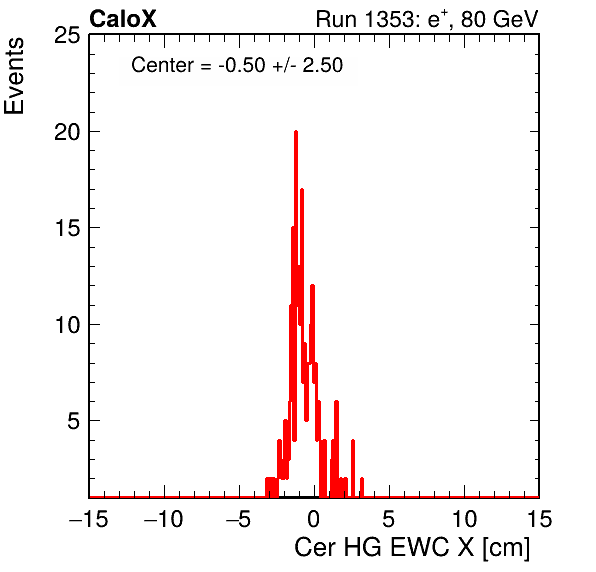 CaloX Run 1353: e⁺, 80 GeV
Center = -0.50 +/- 2.50
Events
25
20
15
10
5
−15 −10 −5 0 5 10 15
Cer HG EWC X [cm]